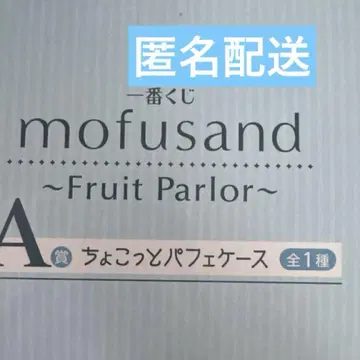 匿名配送
一番くじ
mofusand
~Fruit Parlor~
A賞 ちょこっとパフェケース 全1種